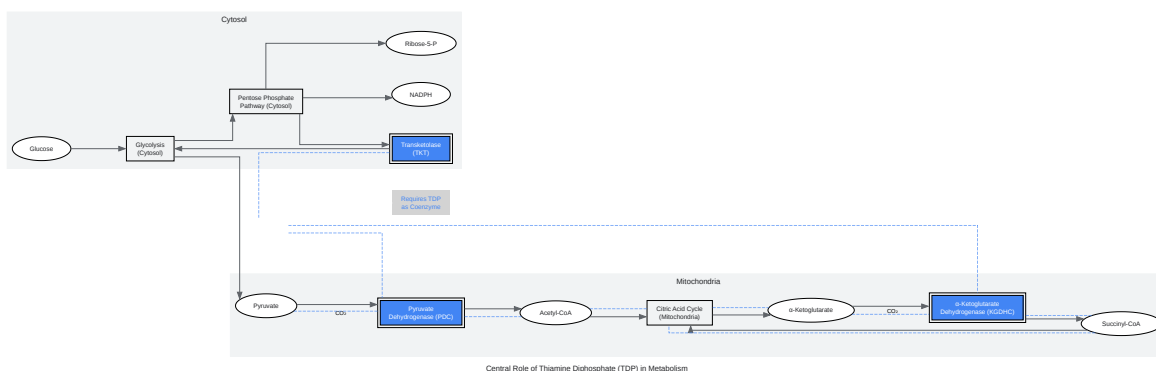 Cytosol
Ribose-5-P
Pentose Phosphate
Pathway (Cytosol)
NADPH
Glucose
Glycolysis
(Cytosol)
Transketolase
(TKT)
Requires TDP
as Coenzyme
Mitochondria
Pyruvate
CO₂
Pyruvate
Dehydrogenase (PDC)
Acetyl-CoA
Citric Acid Cycle
(Mitochondria)
α-Ketoglutarate
CO₂
α-Ketoglutarate
Dehydrogenase (KGDHC)
Succinyl-CoA
Central Role of Thiamine Diphosphate (TDP) in Metabolism